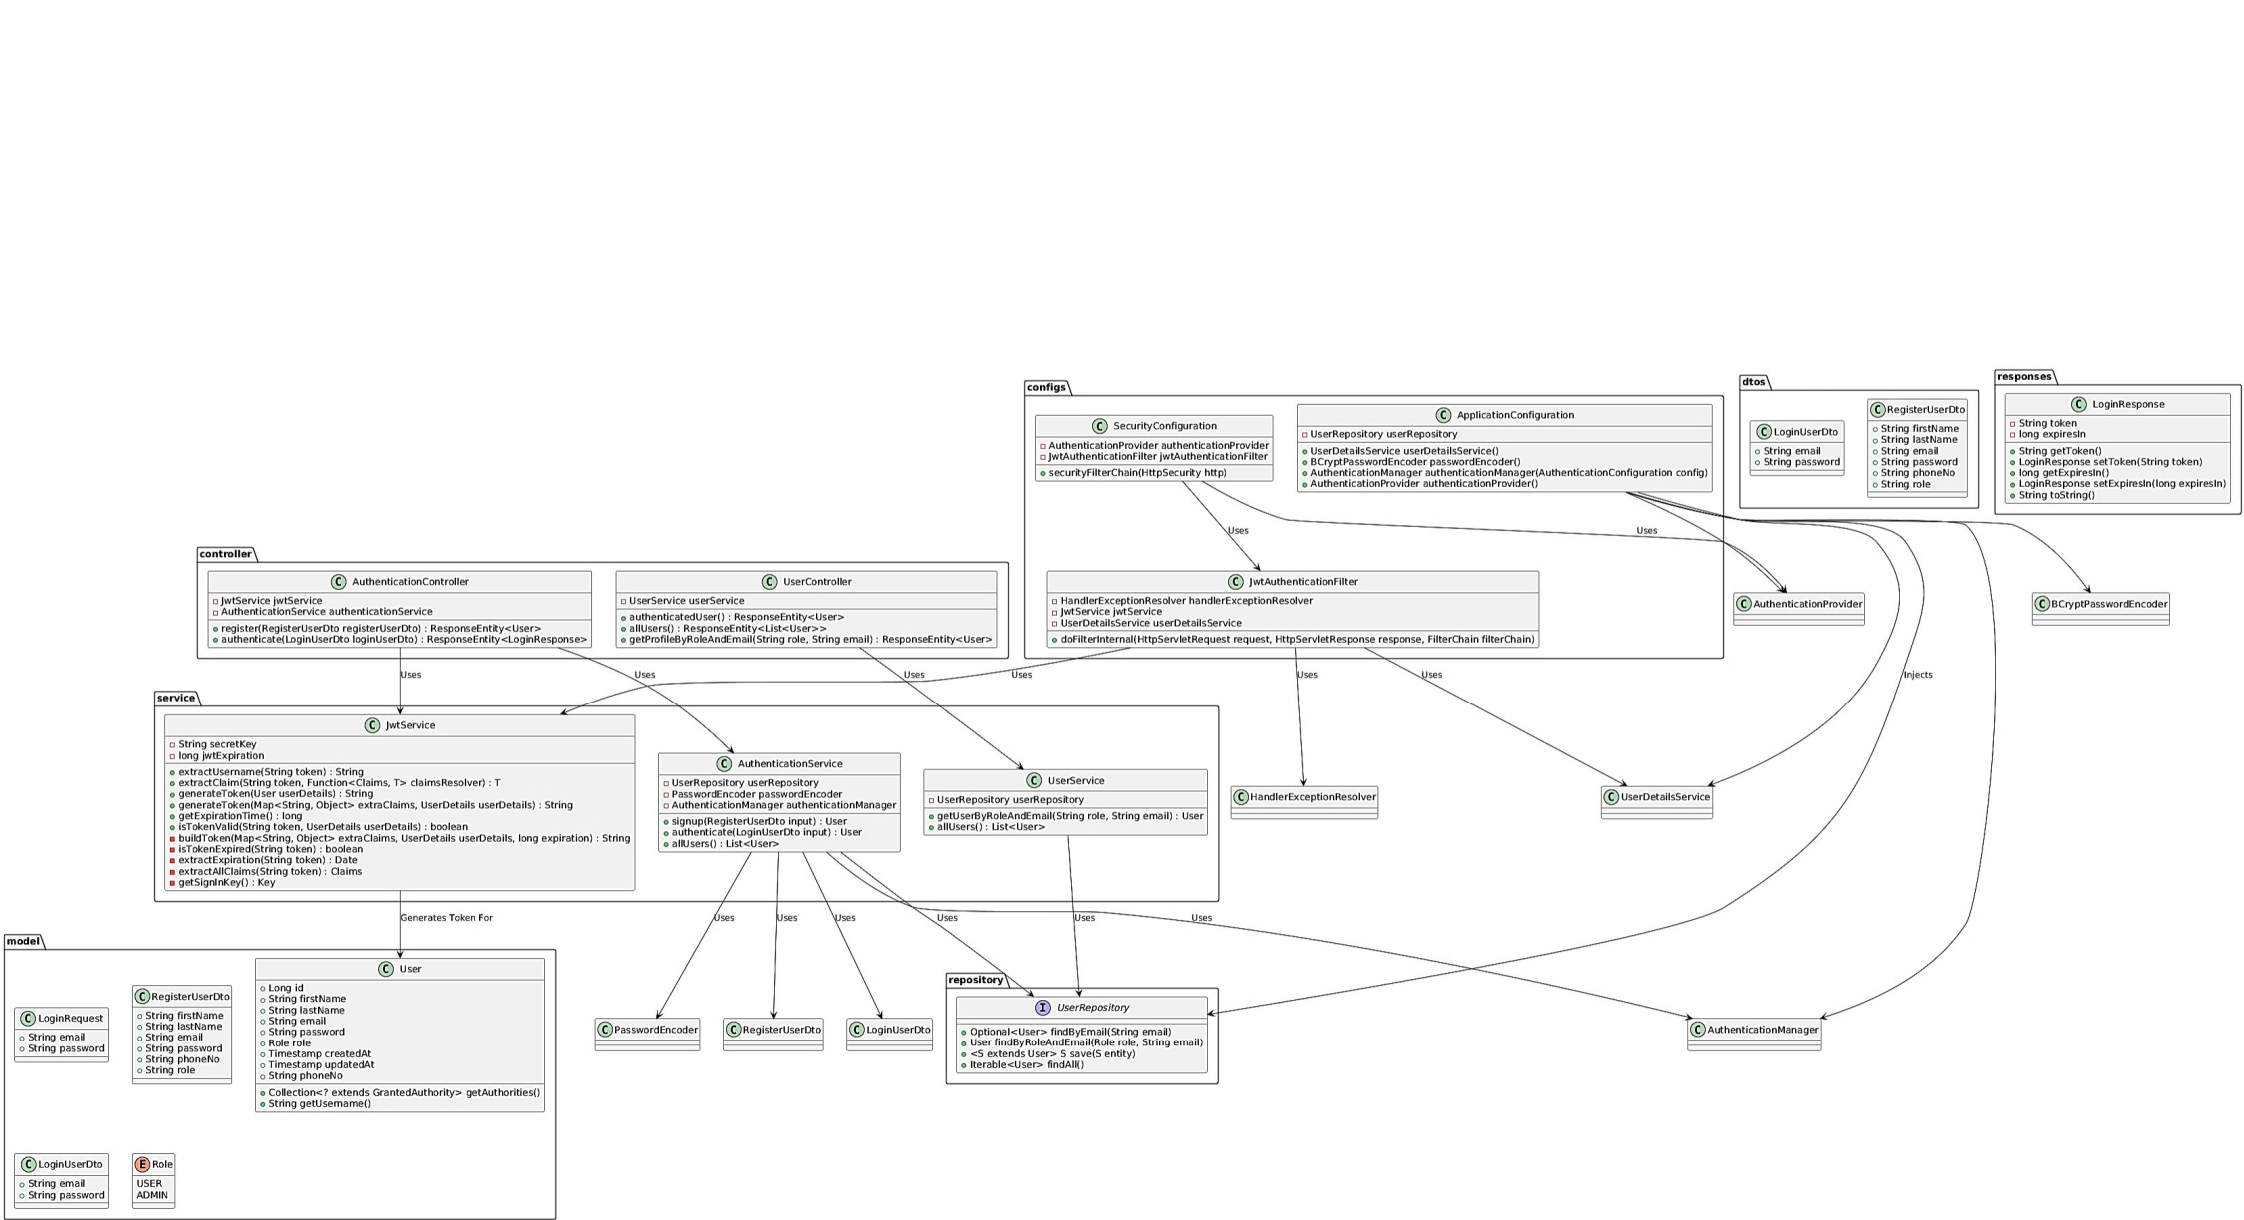 configs
SecurityConfiguration
AuthenticationProvider authenticationProvider
JwtAuthenticationFilter jwtAuthenticationFilter
securityFilterChain(HttpSecurity http)
ApplicationConfiguration
UserRepository userRepository
UserDetailsService userDetailsService()
BCryptPasswordEncoder passwordEncoder()
AuthenticationManager authenticationManager(AuthenticationConfiguration config)
AuthenticationProvider authenticationProvider()
dtos
LoginUserDto
String email
String password
RegisterUserDto
String firstName
String lastName
String email
String password
String phoneNo
String role
responses
LoginResponse
String token
long expiresIn
String getToken()
LoginResponse setToken(String token)
long getExpiresIn()
LoginResponse setExpiresIn(long expiresIn)
String toString()
Uses
Uses
controller
AuthenticationController
JwtService jwtService
AuthenticationService authenticationService
register(RegisterUserDto registerUserDto) : ResponseEntity<User>
authenticate(LoginUserDto loginUserDto) : ResponseEntity<LoginResponse>
UserController
UserService userService
authenticatedUser() : ResponseEntity<User>
allUsers() : ResponseEntity<List<User>>
getProfileByRoleAndEmail(String role, String email) : ResponseEntity<User>
JwtAuthenticationFilter
HandlerExceptionResolver handlerExceptionResolver
JwtService jwtService
UserDetailsService userDetailsService
doFilterInternal(HttpServletRequest request, HttpServletResponse response, FilterChain filterChain)
AuthenticationProvider
BCryptPasswordEncoder
Uses
Uses
Uses
Uses
Uses
Uses
Injects
service
JwtService
String secretKey
long jwtExpiration
extractUsername(String token) : String
extractClaim(String token, Function<Claims, T> claimsResolver) : T
generateToken(User userDetails) : String
generateToken(Map<String, Object> extraClaims, UserDetails userDetails) : String
getExpirationTime() : long
isTokenValid(String token, UserDetails userDetails) : boolean
buildToken(Map<String, Object> extraClaims, UserDetails userDetails, long expiration) : String
isTokenExpired(String token) : boolean
extractExpiration(String token) : Date
extractAllClaims(String token) : Claims
getSignInKey() : Key
AuthenticationService
UserRepository userRepository
PasswordEncoder passwordEncoder
AuthenticationManager authenticationManager
signup(RegisterUserDto input) : User
authenticate(LoginUserDto input) : User
allUsers() : List<User>
UserService
UserRepository userRepository
getUserByRoleAndEmail(String role, String email) : User
allUsers() : List<User>
HandlerExceptionResolver
UserDetailsService
Generates Token For
Uses
Uses
Uses
Uses
Uses
Uses
model
LoginRequest
String email
String password
RegisterUserDto
String firstName
String lastName
String email
String password
String phoneNo
String role
User
Long id
String firstName
String lastName
String email
String password
Role role
Timestamp createdAt
Timestamp updatedAt
String phoneNo
Collection<? extends GrantedAuthority> getAuthorities()
String getUsername()
PasswordEncoder
RegisterUserDto
LoginUserDto
repository
UserRepository
Optional<User> findByEmail(String email)
User findByRoleAndEmail(Role role, String email)
<S extends User> S save(S entity)
Iterable<User> findAll()
AuthenticationManager
LoginUserDto
String email
String password
Role
USER
ADMIN